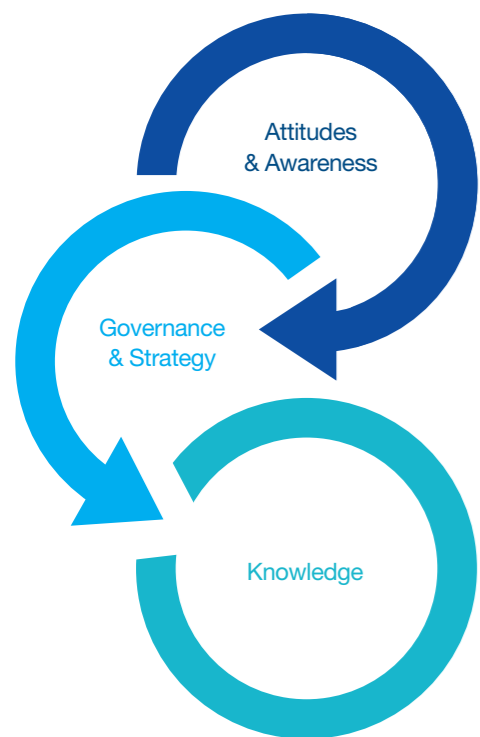 Attitudes
& Awareness
Governance
& Strategy
Knowledge